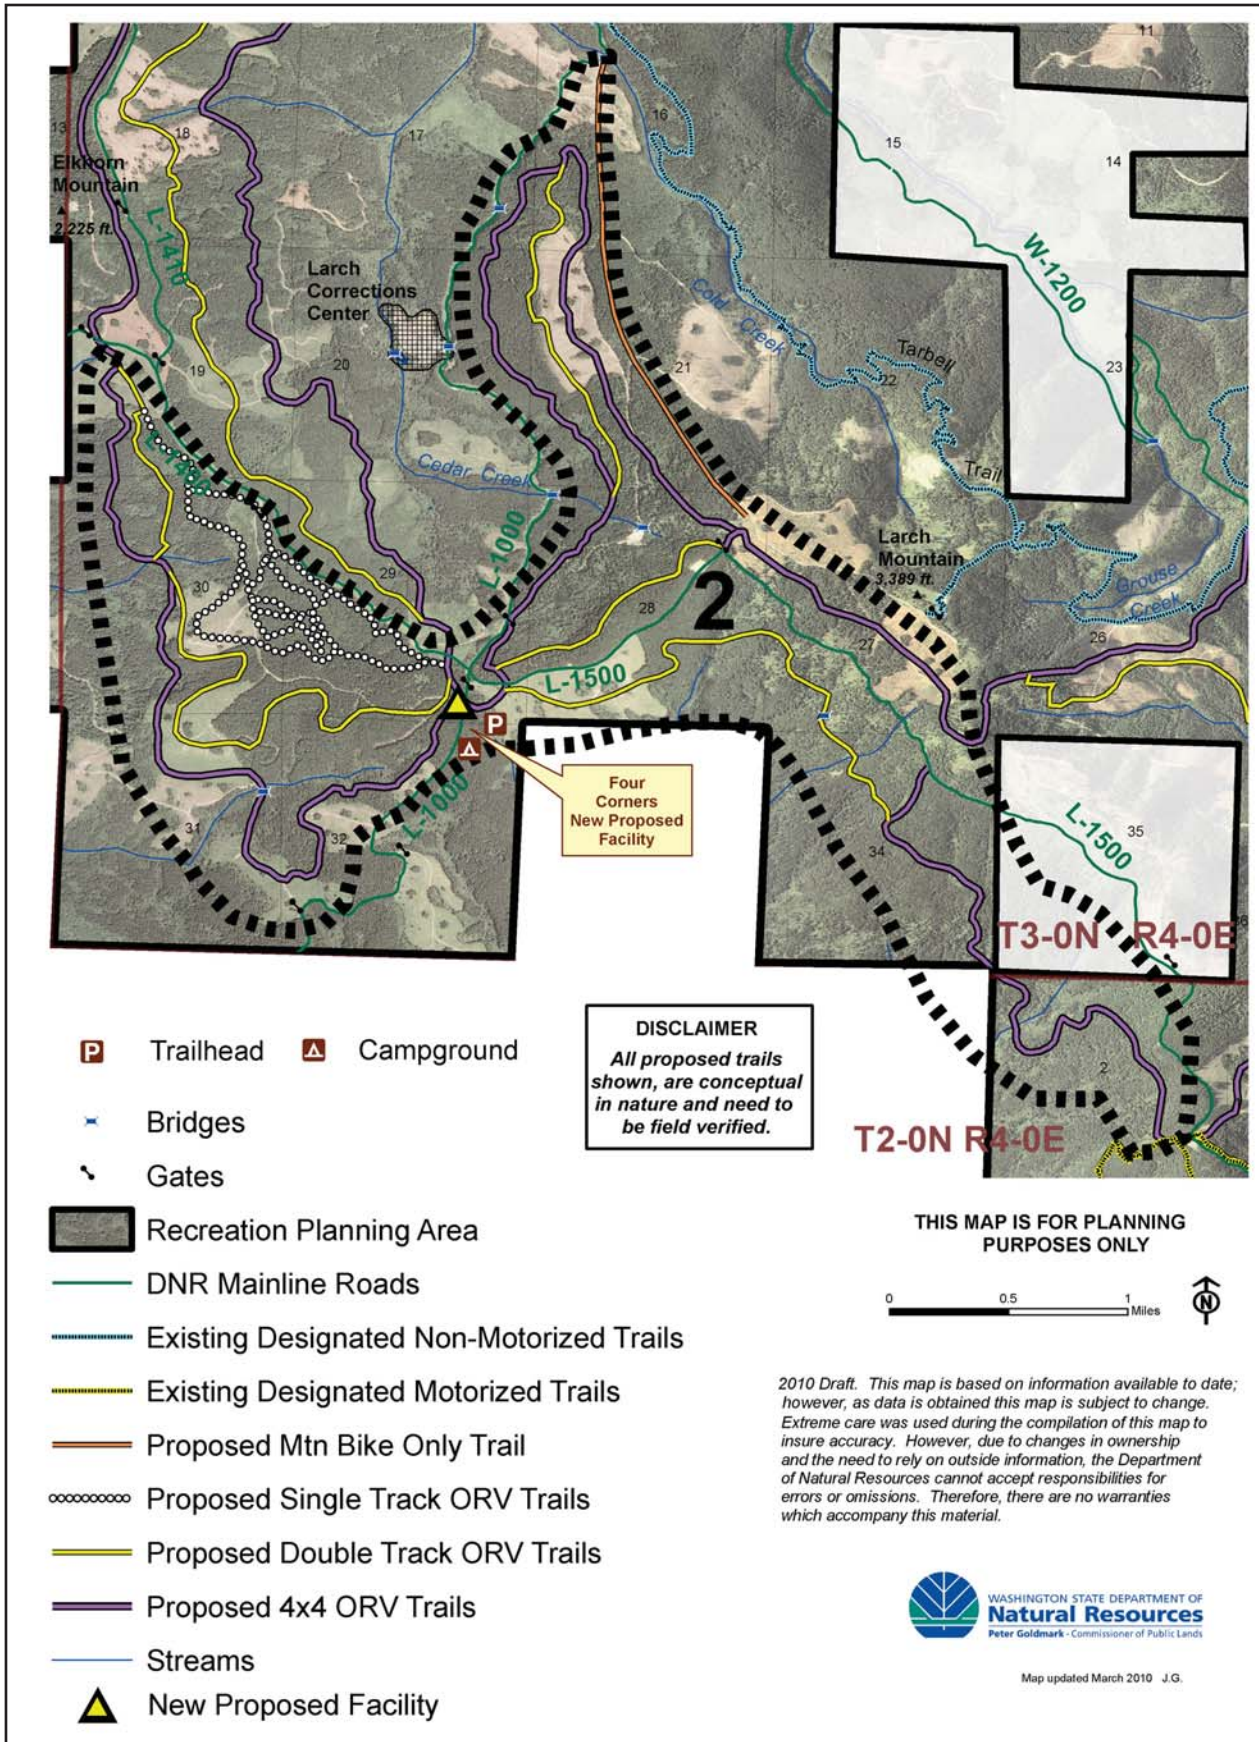 11
16
17
18
13
15
14
Elkhorn
Mountain
2,225 ft.
L-1410
W-1200
Larch
Corrections
Center
Cold Creek
19
20
21
22
23
Tarbell
Trail
L-1400
Cedar Creek
L-1000
Larch
Mountain
3,389 ft.
Grouse
Creek
30
29
28
2
27
26
L-1500
P
Four
Corners
New Proposed
Facility
L-1000
31
32
34
35
L-1500
T3-0N R4-0E
2
T2-0N R4-0E
P Trailhead
Campground
Bridges
Gates
Recreation Planning Area
DNR Mainline Roads
Existing Designated Non-Motorized Trails
Existing Designated Motorized Trails
Proposed Mtn Bike Only Trail
Proposed Single Track ORV Trails
Proposed Double Track ORV Trails
Proposed 4x4 ORV Trails
Streams
New Proposed Facility
DISCLAIMER
All proposed trails
shown, are conceptual
in nature and need to
be field verified.
THIS MAP IS FOR PLANNING
PURPOSES ONLY
0 0.5 1
Miles
N
2010 Draft. This map is based on information available to date;
however, as data is obtained this map is subject to change.
Extreme care was used during the compilation of this map to
insure accuracy. However, due to changes in ownership
and the need to rely on outside information, the Department
of Natural Resources cannot accept responsibilities for
errors or omissions. Therefore, there are no warranties
which accompany this material.
WASHINGTON STATE DEPARTMENT OF
Natural Resources
Peter Goldmark - Commissioner of Public Lands
Map updated March 2010 J.G.